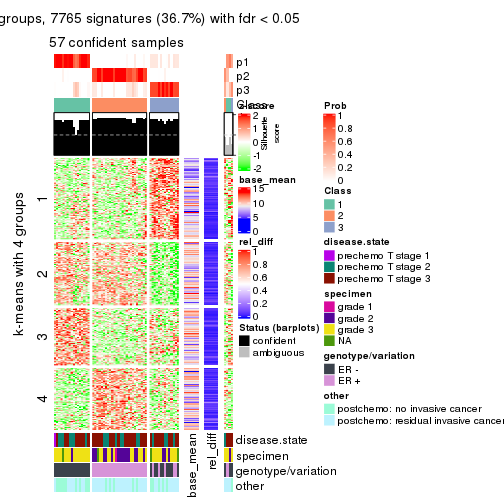 groups, 7765 signatures (36.7%) with fdr < 0.05
57 confident samples
p1
p2
p3
Class
1
2
3
4
k-means with 4 groups
disease.state
specimen
genotype/variation
other
base_mean
rel_diff
z-score
2
1
0
-1
-2
Silhouette
score
base_mean
15
10
5
0
rel_diff
1
0.8
0.6
0.4
0.2
0
Status (barplots)
confident
ambiguous
Prob
1
0.8
0.6
0.4
0.2
0
Class
1
2
3
disease.state
prechemo T stage 1
prechemo T stage 2
prechemo T stage 3
specimen
grade 1
grade 2
grade 3
NA
genotype/variation
ER -
ER +
other
postchemo: no invasive cancer
postchemo: residual invasive cancer